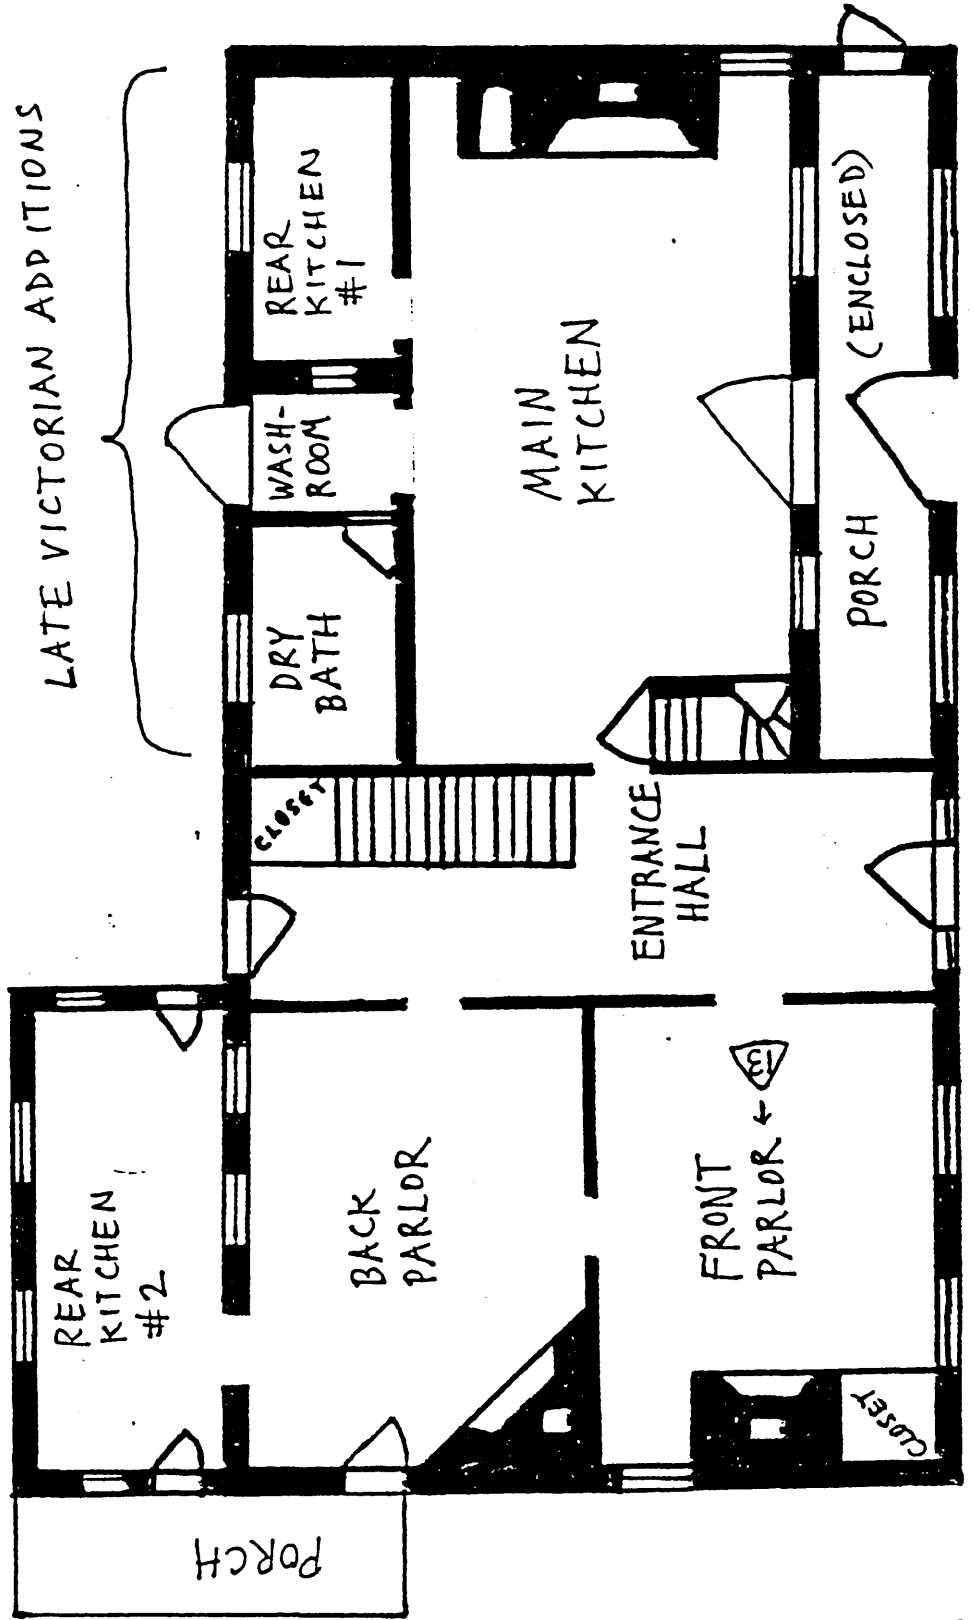 LATE VICTORIAN ADDITIONS
REAR
KITCHEN
#1
WASH-
ROOM
DRY
BATH
MAIN
KITCHEN
(ENCLOSED)
PORCH
CLOSET
ENTRANCE
HALL
REAR
KITCHEN
#2
BACK
PARLOR
FRONT
PARLOR ← 13
CLOSET
PORCH